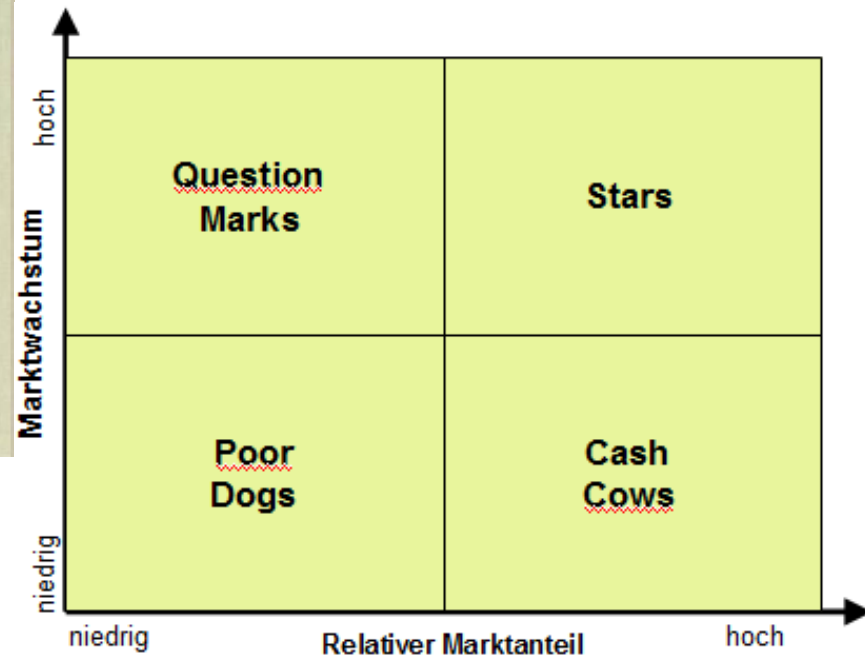 hoch
Question
Marks
Stars
Marktwachstum
Poor
Dogs
Cash
Cows
niedrig
niedrig
Relativer Marktanteil
hoch